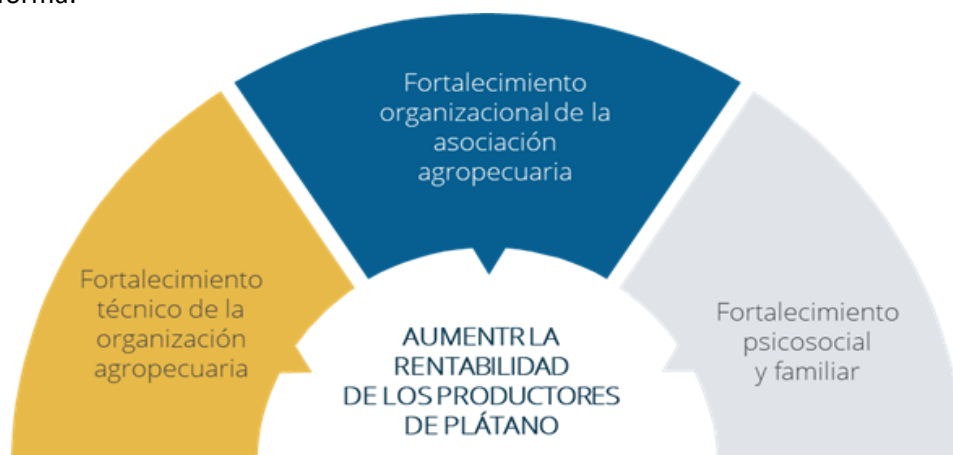 forma:
Fortalecimiento
organizacional de la
asociación
agropecuaria
Fortalecimiento
técnico de la
organización
agropecuaria
AUMENTR LA
RENTABILIDAD
DE LOS PRODUCTORES
DE PLÁTANO
Fortalecimiento
psicosocial
y familiar